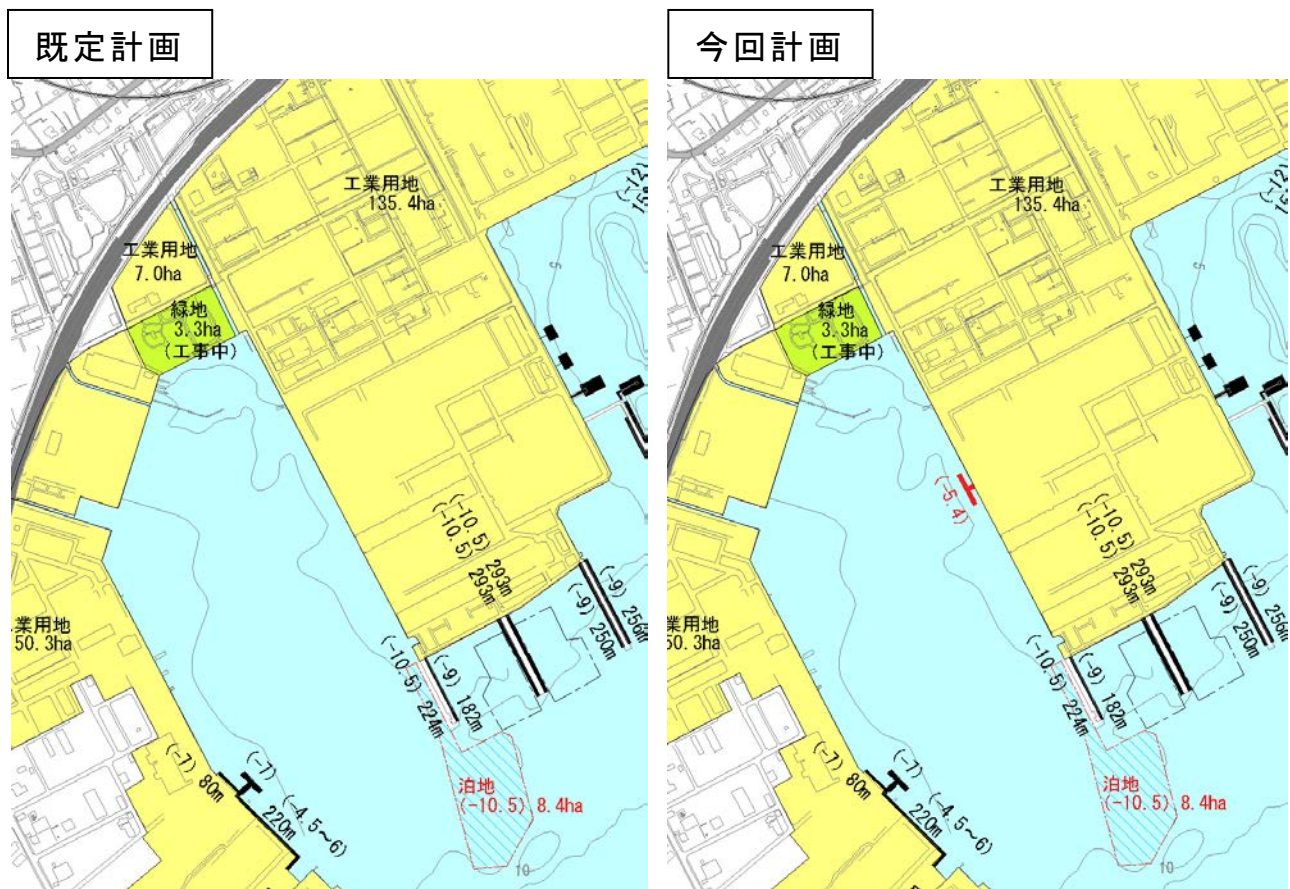 既定計画
工業用地
135.4ha
(-12)
工業用地
7.0ha
緑地
3.3ha
(工事中)
5
(-10.5)
(-10.5)
293m
293m
(-9) 256m
(-9) 250m
業用地
50.3ha
(-10.5) 224m
(-9) 182m
(-7) 80m
(-7)
(-4.5~6)
220m
泊地
(-10.5) 8.4ha
10
今回計画
工業用地
135.4ha
(-12)
工業用地
7.0ha
緑地
3.3ha
(工事中)
5
(-5.4)
(-10.5)
(-10.5)
293m
293m
(-9) 256m
(-9) 250m
業用地
50.3ha
(-10.5) 224m
(-9) 182m
(-7) 80m
(-7)
(-4.5~6)
220m
泊地
(-10.5) 8.4ha
10